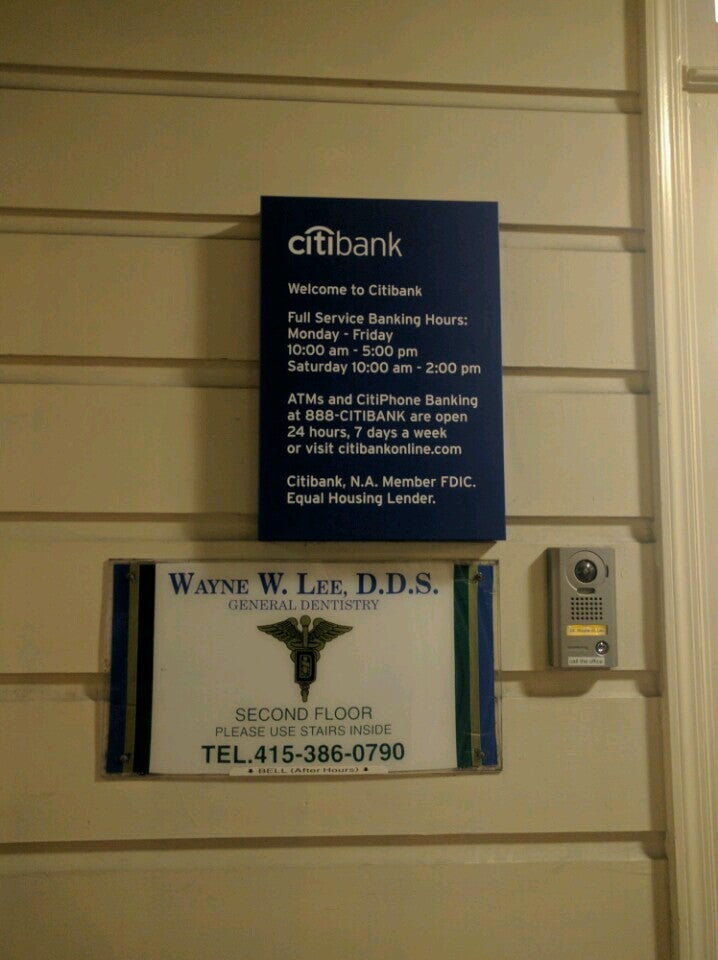 citibank
Welcome to Citibank
Full Service Banking Hours:
Monday - Friday
10:00 am - 5:00 pm
Saturday 10:00 am - 2:00 pm
ATMs and CitiPhone Banking
at 888-CITIBANK are open
24 hours, 7 days a week
or visit citibankonline.com
Citibank, N.A. Member FDIC.
Equal Housing Lender.
WAYNE W. LEE, D.D.S.
GENERAL DENTISTRY
SECOND FLOOR
PLEASE USE STAIRS INSIDE
TEL.415-386-0790
BELL (After Hours)
call the office